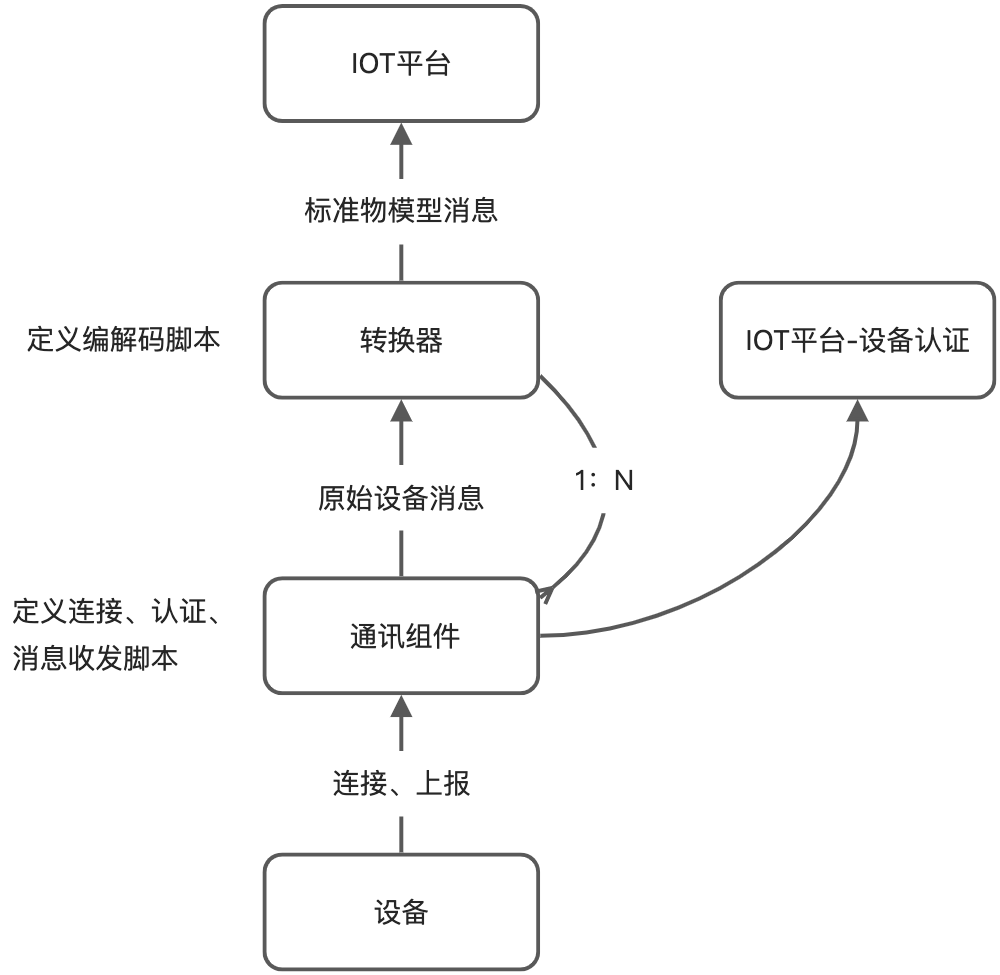 IOT平台
标准物模型消息
定义编解码脚本
转换器
IOT平台-设备认证
1：N
原始设备消息
定义连接、认证、
消息收发脚本
通讯组件
连接、上报
设备